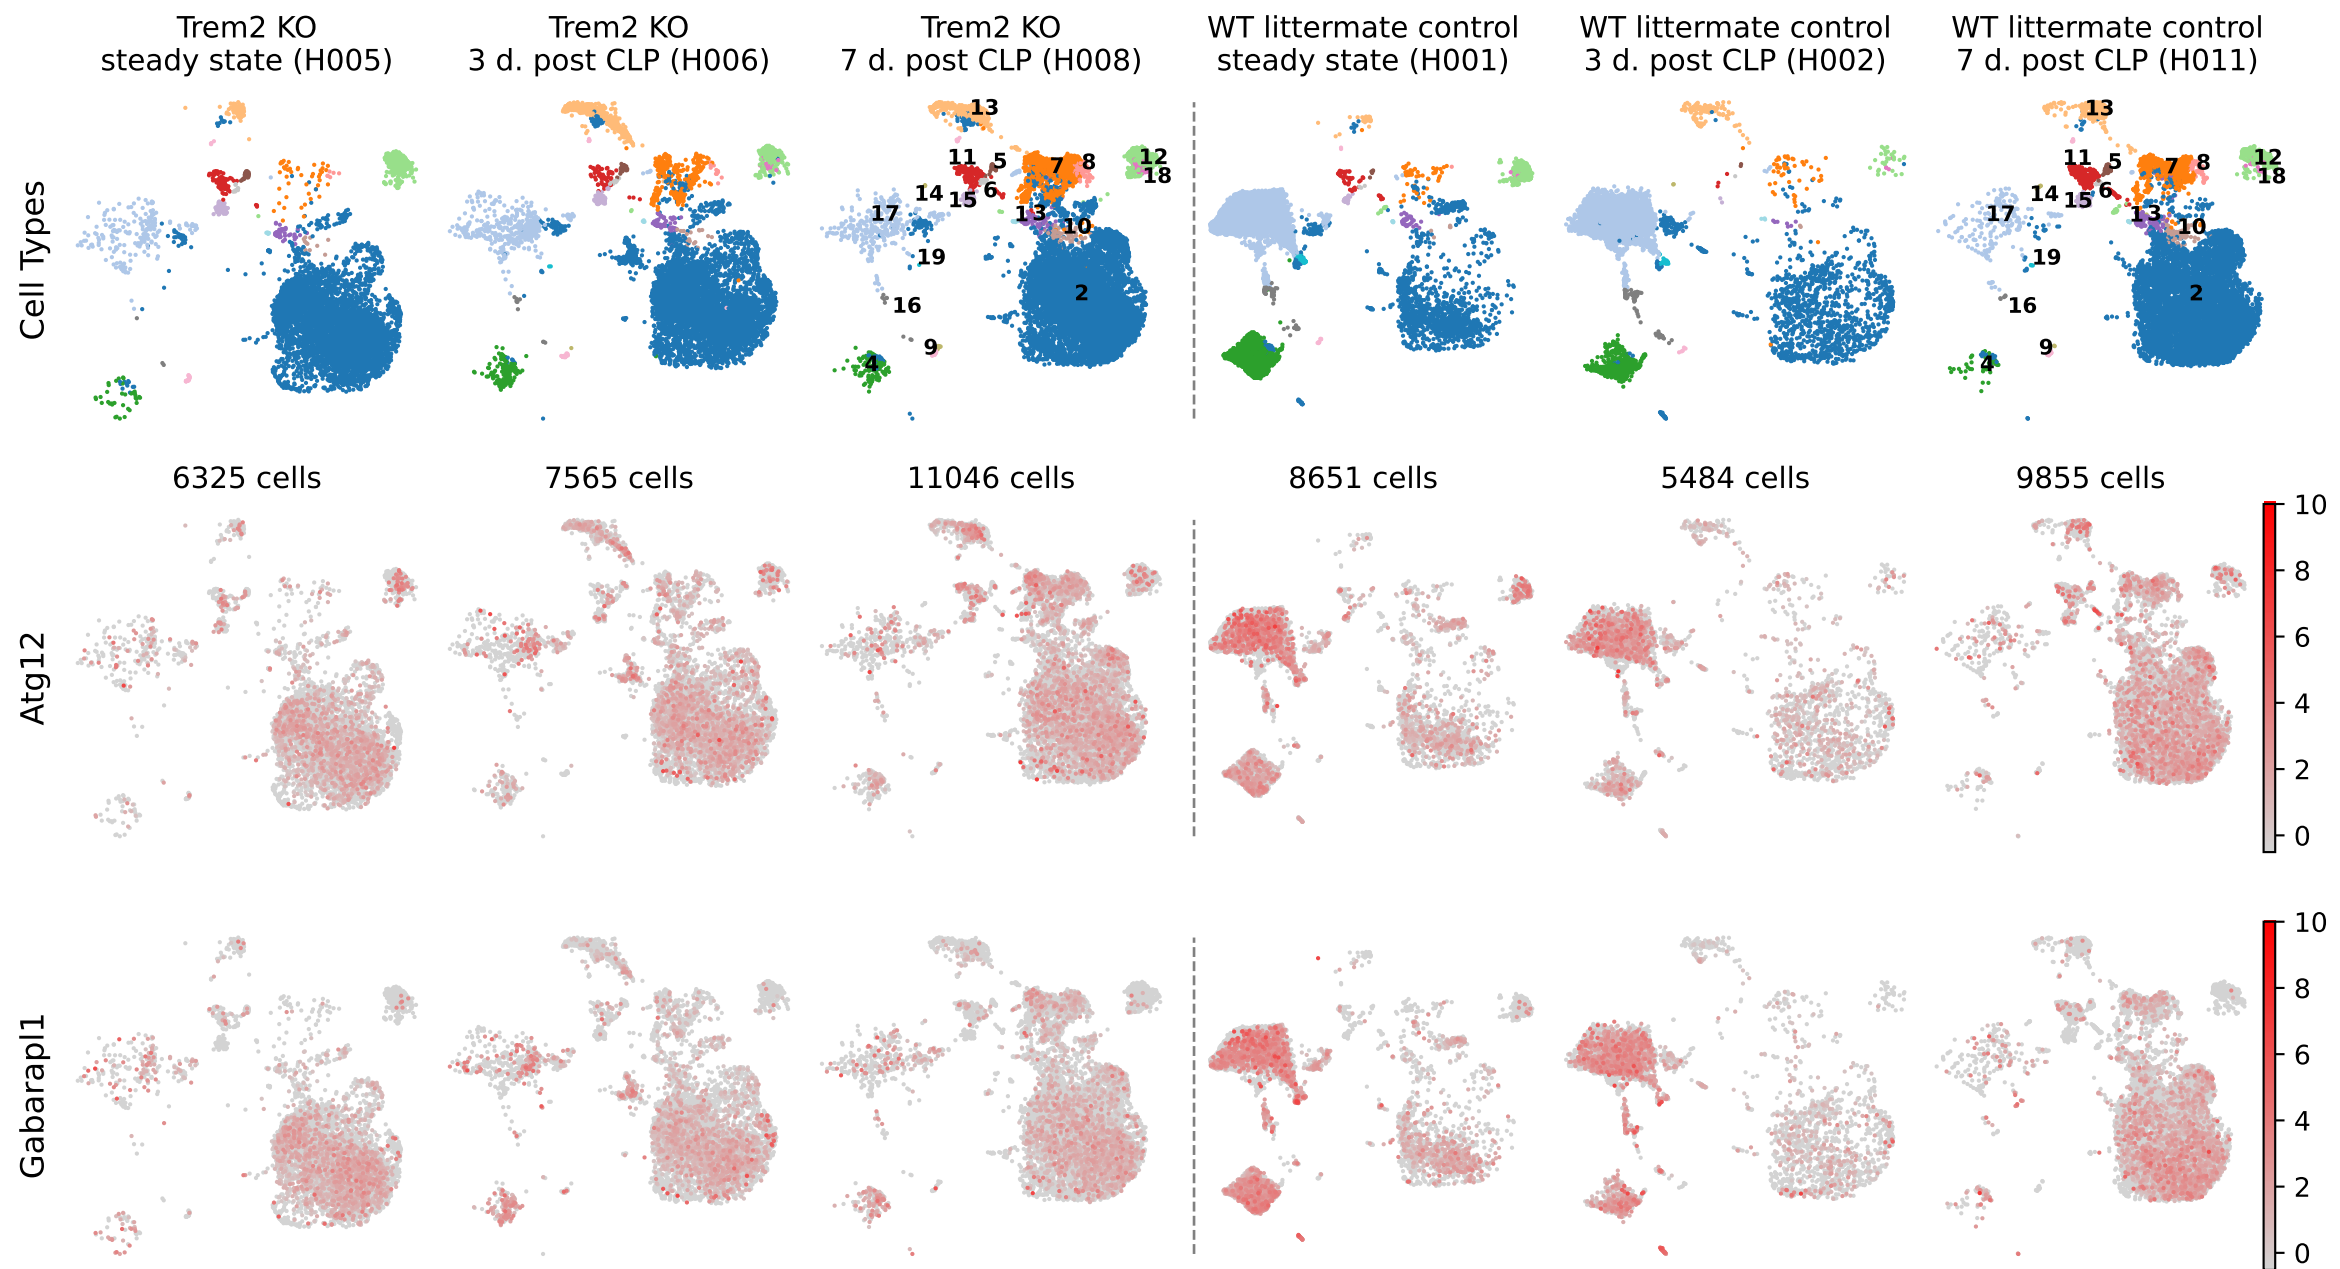 Trem2 KO
steady state (H005)
Trem2 KO
3 d. post CLP (H006)
Trem2 KO
7 d. post CLP (H008)
WT littermate control
steady state (H001)
WT littermate control
3 d. post CLP (H002)
WT littermate control
7 d. post CLP (H011)
Cell Types
13
11
5
7
8
12
18
14
15
6
17
13
10
19
2
16
9
4
13
11
5
7
8
12
18
14
15
6
17
13
10
19
2
16
9
4
6325 cells
7565 cells
11046 cells
8651 cells
5484 cells
9855 cells
Atg12
10
8
6
4
2
0
Gabarapl1
10
8
6
4
2
0